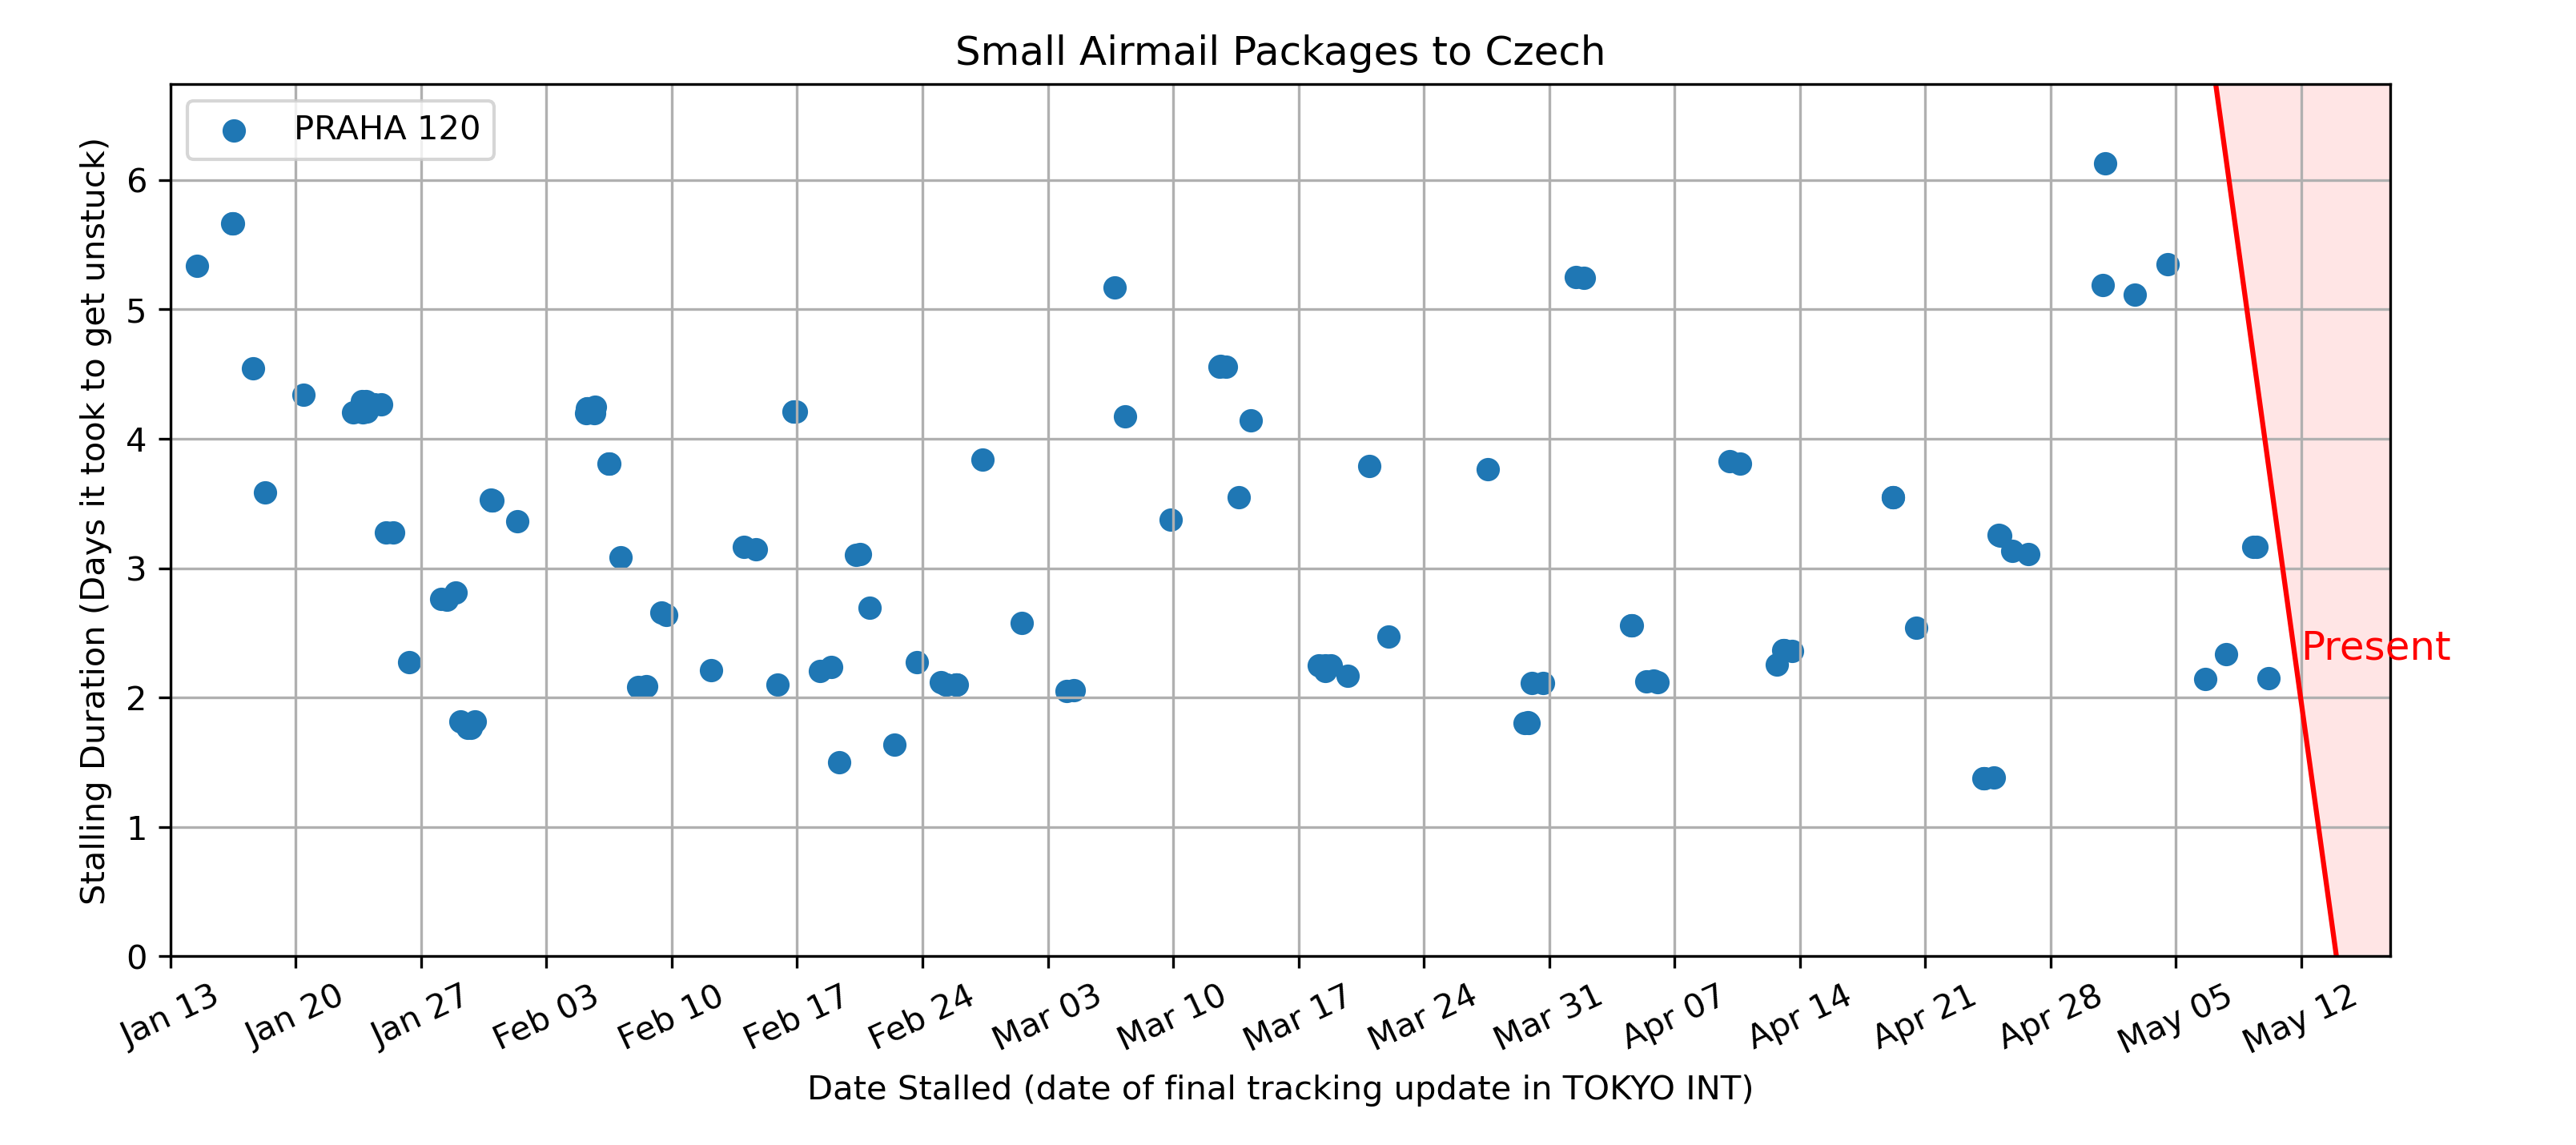 Small Airmail Packages to Czech
PRAHA 120
Stalling Duration (Days it took to get unstuck)
6
5
4
3
2
1
0
Present
Jan 13
Jan 20
Jan 27
Feb 03
Feb 10
Feb 17
Feb 24
Mar 03
Mar 10
Mar 17
Mar 24
Mar 31
Apr 07
Apr 14
Apr 21
Apr 28
May 05
May 12
Date Stalled (date of final tracking update in TOKYO INT)